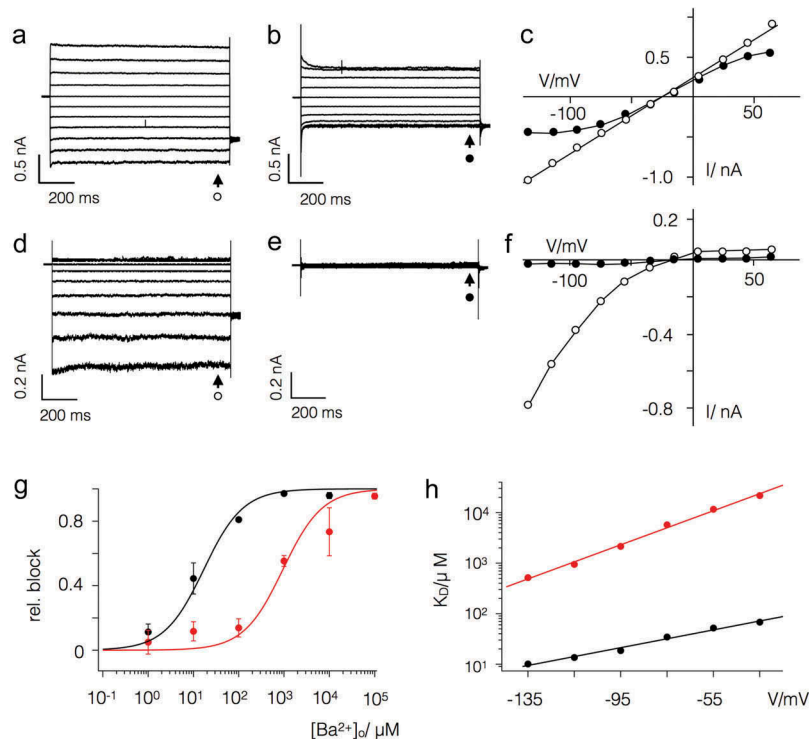 a
0.5 nA
200 ms
b
0.5 nA
200 ms
c
V/mV
0.5
-100
50
-1.0
I/ nA
d
0.2 nA
200 ms
e
0.2 nA
200 ms
f
0.2
V/mV
-100
50
-0.4
-0.8
I/ nA
g
rel. block
0.8
0.4
0
10⁻¹ 10⁰ 10¹ 10² 10³ 10⁴ 10⁵
[Ba²⁺]ₒ/ µM
h
K_D/µ M
10⁴
10³
10²
10¹
-135 -95 -55 V/mV